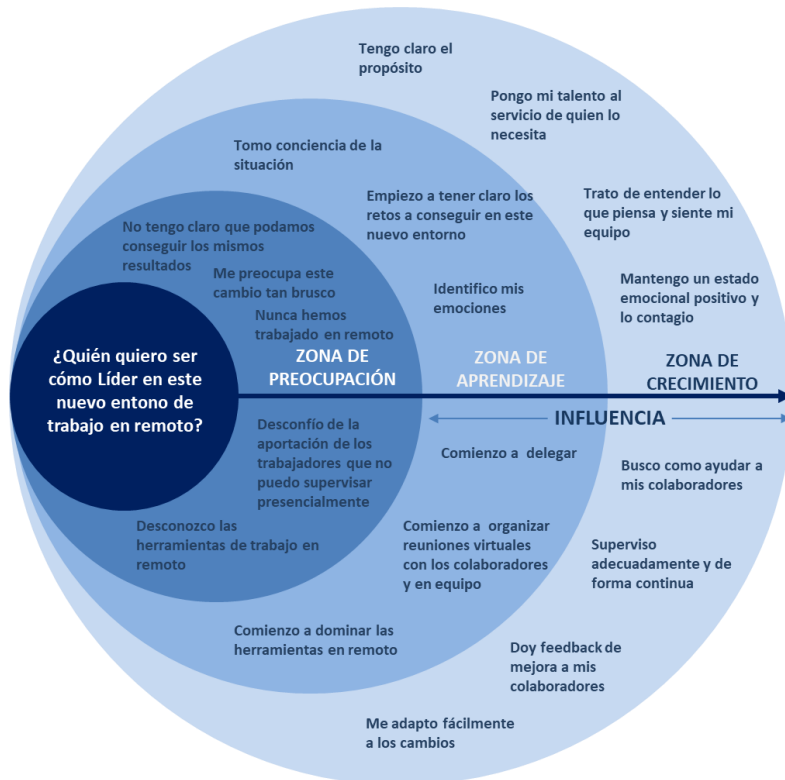 Tengo claro el
propósito
Pongo mi talento al
servicio de quien lo
necesita
Tomo conciencia de la
situación
Empiezo a tener claro los
retos a conseguir en este
nuevo entorno
Trato de entender lo
que piensa y siente mi
equipo
No tengo claro que podamos
conseguir los mismos
resultados
Me preocupa este
cambio tan brusco
Nunca hemos
trabajado en remoto
Identifico mis
emociones
Mantengo un estado
emocional positivo y
lo contagio
¿Quién quiero ser
cómo Líder en este
nuevo entono de
trabajo en remoto?
ZONA DE
PREOCUPACIÓN
ZONA DE
APRENDIZAJE
ZONA DE
CRECIMIENTO
INFLUENCIA
Desconfío de la
aportación de los
trabajadores que no
puedo supervisar
presencialmente
Comienzo a delegar
Busco como ayudar a
mis colaboradores
Desconozco las
herramientas de trabajo en
remoto
Comienzo a organizar
reuniones virtuales
con los colaboradores
y en equipo
Superviso
adecuadamente y de
forma continua
Comienzo a dominar las
herramientas en remoto
Doy feedback de
mejora a mis
colaboradores
Me adapto fácilmente
a los cambios